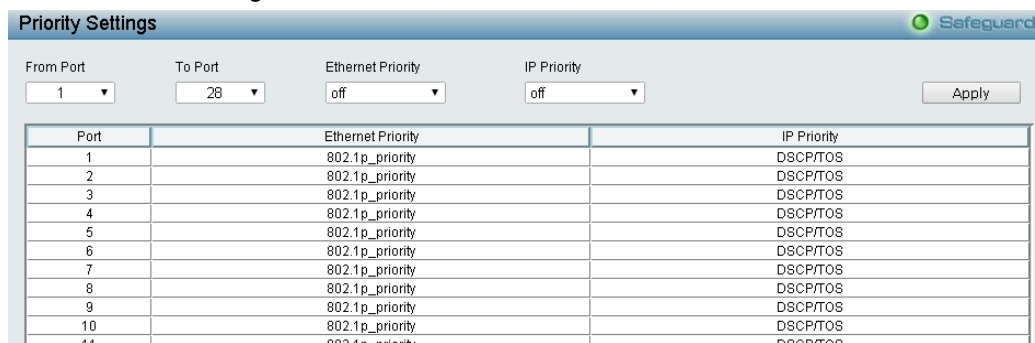 Priority Settings Safeguard
From Port To Port Ethernet Priority IP Priority
1 28 off off Apply
Port Ethernet Priority IP Priority
1 802.1p_priority DSCP/TOS
2 802.1p_priority DSCP/TOS
3 802.1p_priority DSCP/TOS
4 802.1p_priority DSCP/TOS
5 802.1p_priority DSCP/TOS
6 802.1p_priority DSCP/TOS
7 802.1p_priority DSCP/TOS
8 802.1p_priority DSCP/TOS
9 802.1p_priority DSCP/TOS
10 802.1p_priority DSCP/TOS